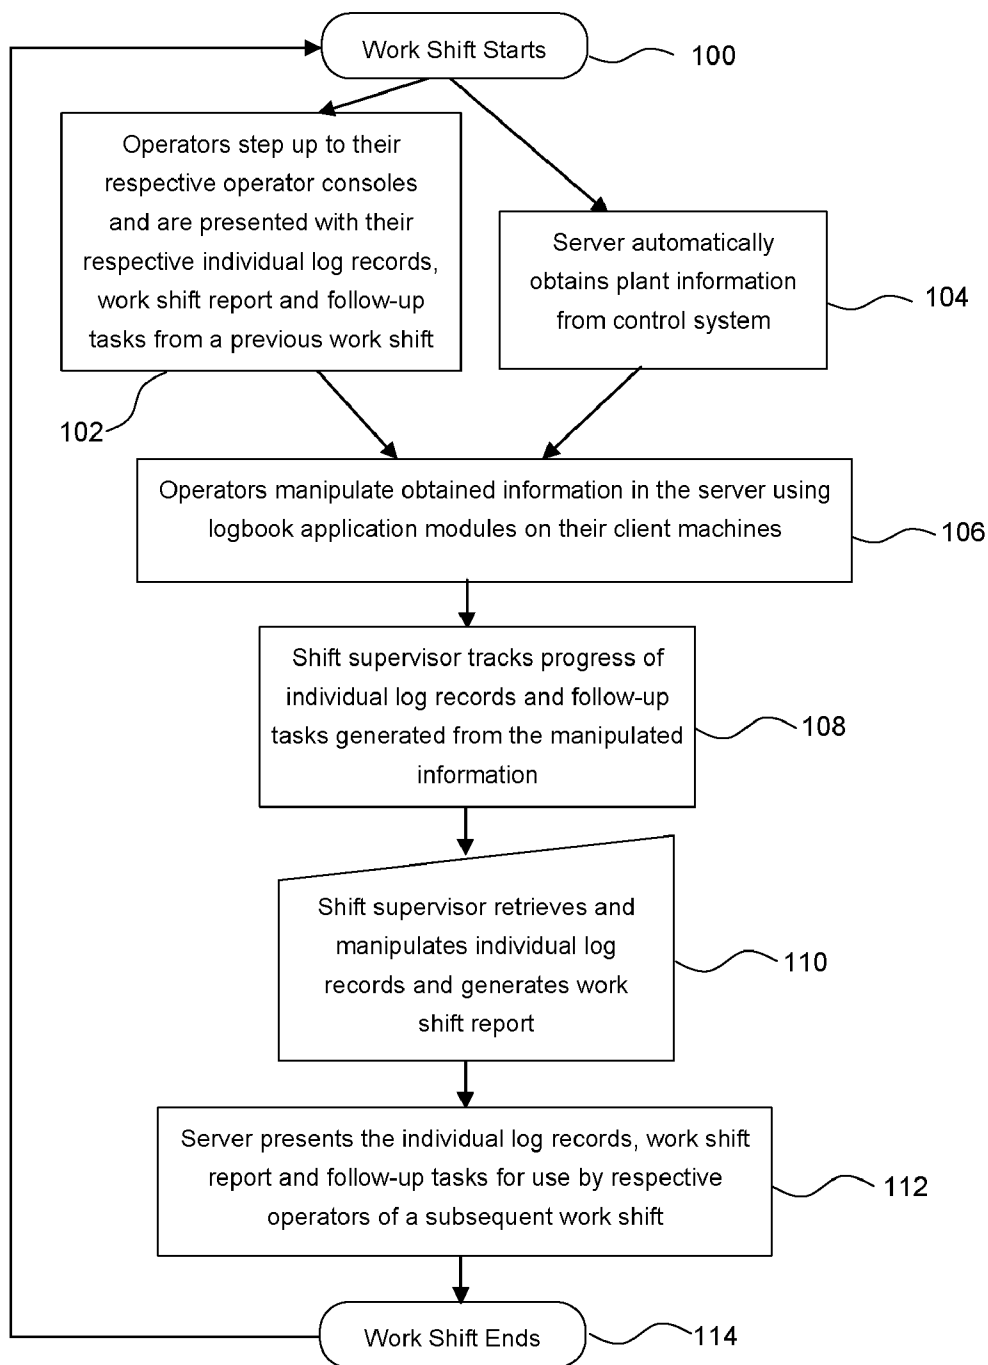 Work Shift Starts
100
Operators step up to their
respective operator consoles
and are presented with their
respective individual log records,
work shift report and follow-up
tasks from a previous work shift
102
Server automatically
obtains plant information
from control system
104
Operators manipulate obtained information in the server using
logbook application modules on their client machines
106
Shift supervisor tracks progress of
individual log records and follow-up
tasks generated from the manipulated
information
108
Shift supervisor retrieves and
manipulates individual log
records and generates work
shift report
110
Server presents the individual log records, work shift
report and follow-up tasks for use by respective
operators of a subsequent work shift
112
Work Shift Ends
114